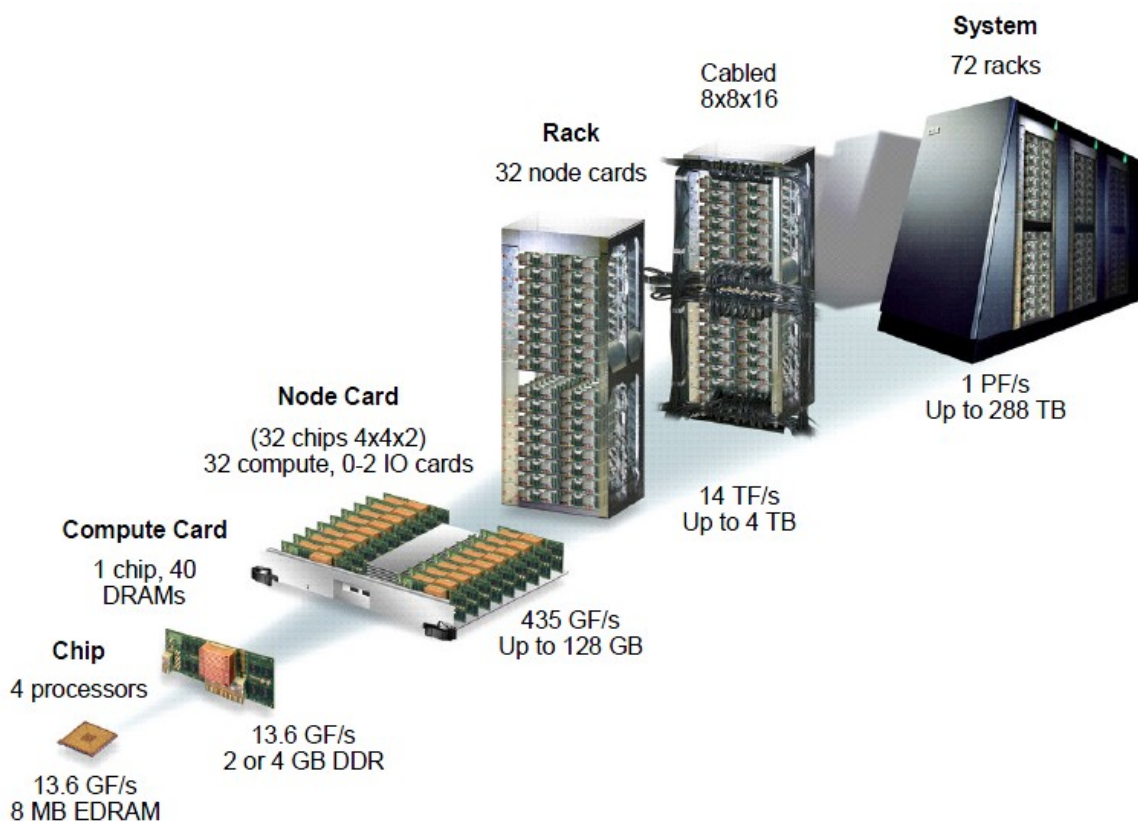 System
72 racks
Cabled
8x8x16
Rack
32 node cards
1 PF/s
Up to 288 TB
Node Card
(32 chips 4x4x2)
32 compute, 0-2 IO cards
14 TF/s
Up to 4 TB
Compute Card
1 chip, 40
DRAMs
435 GF/s
Up to 128 GB
Chip
4 processors
13.6 GF/s
2 or 4 GB DDR
13.6 GF/s
8 MB EDRAM